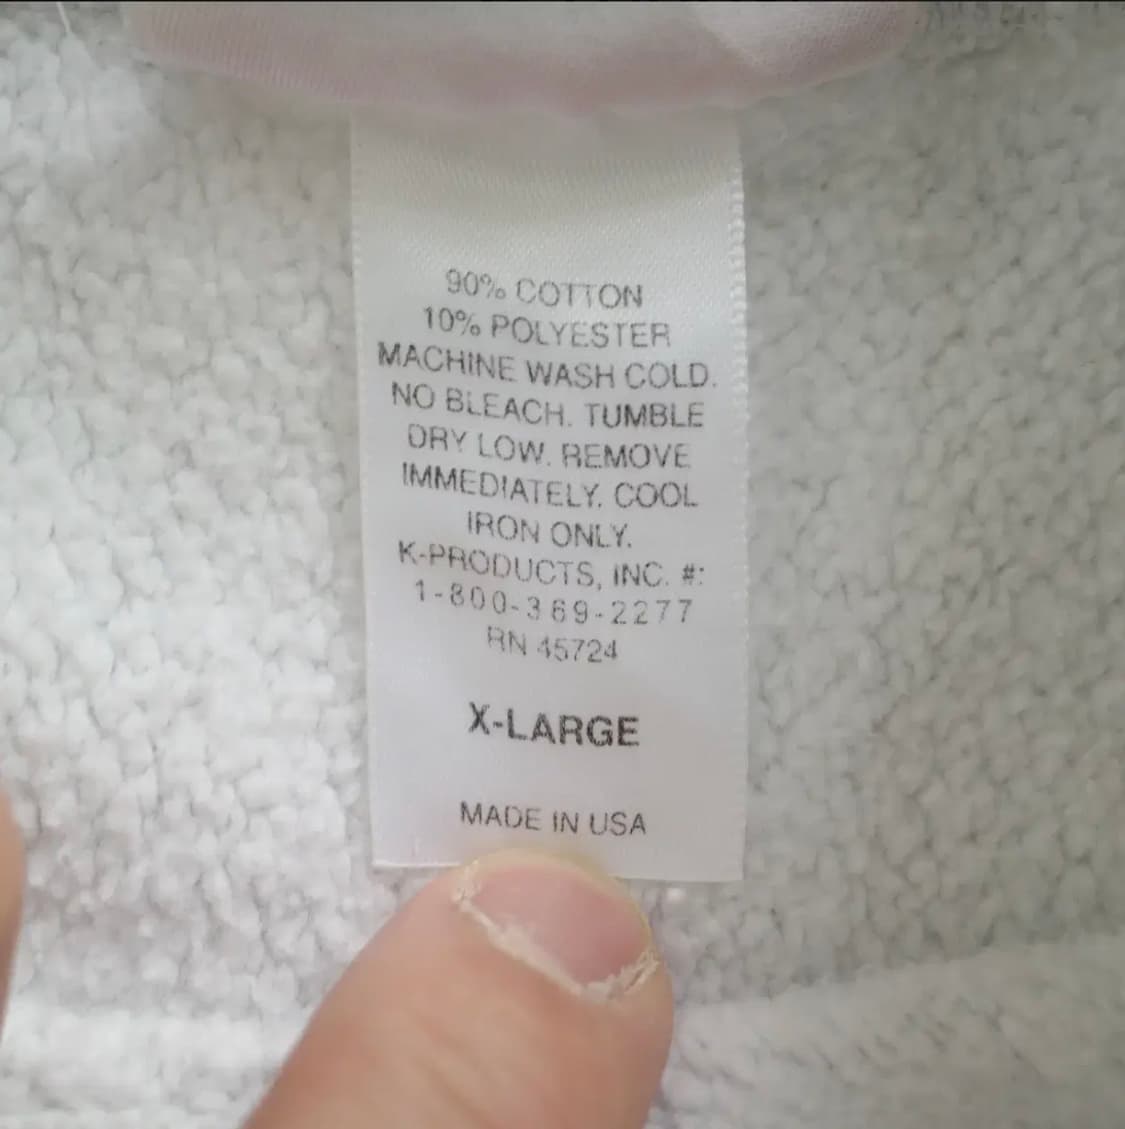 90% COTTON
10% POLYESTER
MACHINE WASH COLD.
NO BLEACH. TUMBLE
DRY LOW. REMOVE
IMMEDIATELY. COOL
IRON ONLY.
K-PRODUCTS, INC. #:
1-800-369-2277
RN 45724
X-LARGE
MADE IN USA